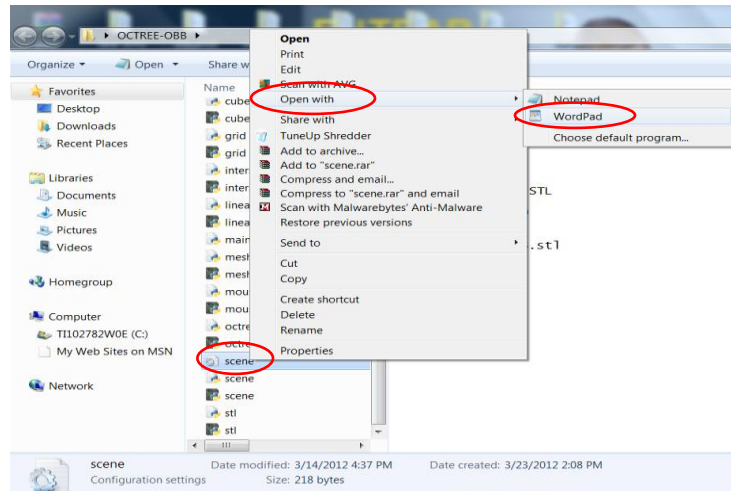 OCTREE-OBB
Organize
Open
Share w
Favorites
Desktop
Downloads
Recent Places
Libraries
Documents
Music
Pictures
Videos
Homegroup
Computer
TI102782W0E (C:)
My Web Sites on MSN
Network
Name
cube
cube
grid
grid
inter
inter
linea
linea
main
mesh
mesh
mou
mou
octre
octre
scene
scene
scene
stl
stl
Open
Print
Edit
Scan with AVG
Open with
Share with
TuneUp Shredder
Add to archive...
Add to "scene.rar"
Compress and email...
Compress to "scene.rar" and email
Scan with Malwarebytes' Anti-Malware
Restore previous versions
Send to
Cut
Copy
Create shortcut
Delete
Rename
Properties
Notepad
WordPad
Choose default program...
STL
.stl
scene
Date modified: 3/14/2012 4:37 PM
Date created: 3/23/2012 2:08 PM
Configuration settings
Size: 218 bytes